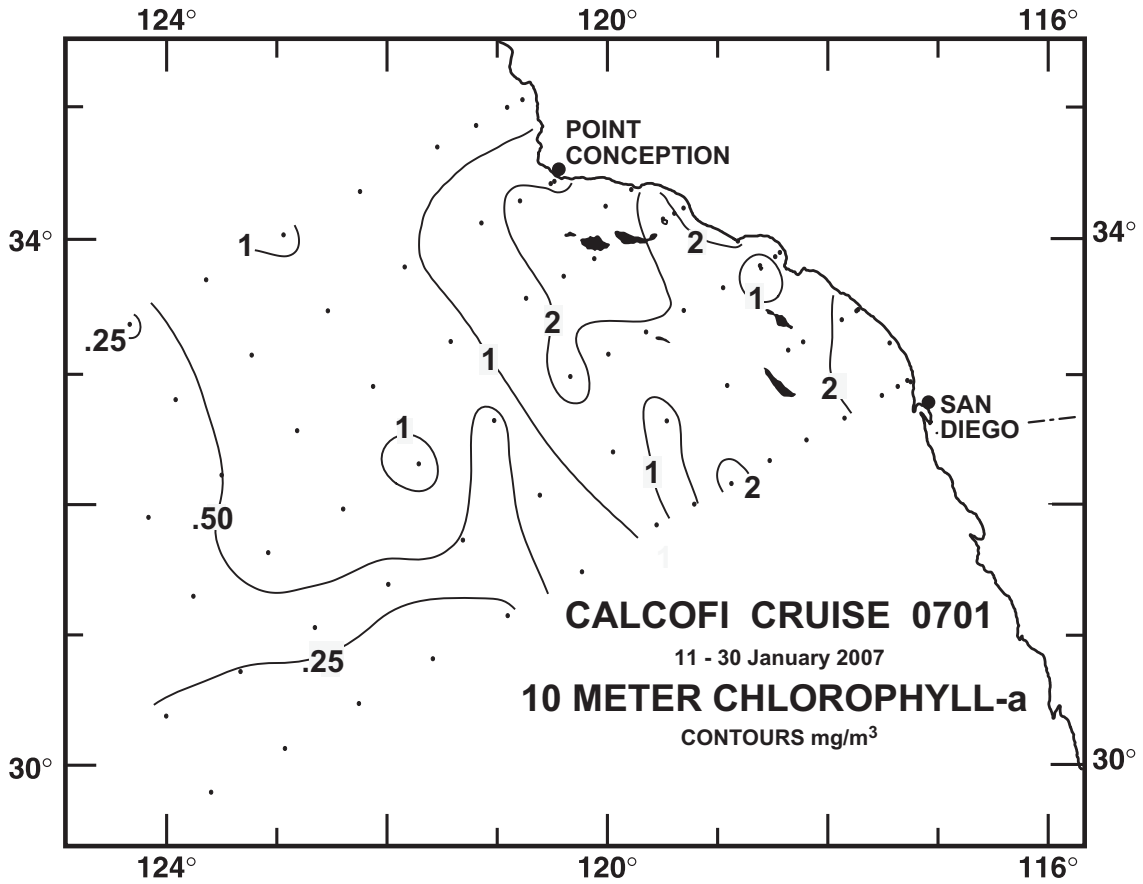 124° 120° 116°
POINT
CONCEPTION
34° 1 2 34°
1
.25 2
1
2
SAN
DIEGO
1
1 2
.50
1
CALCOFI CRUISE 0701
11 - 30 January 2007
.25
10 METER CHLOROPHYLL-a
CONTOURS mg/m³
30° 30°
124° 120° 116°